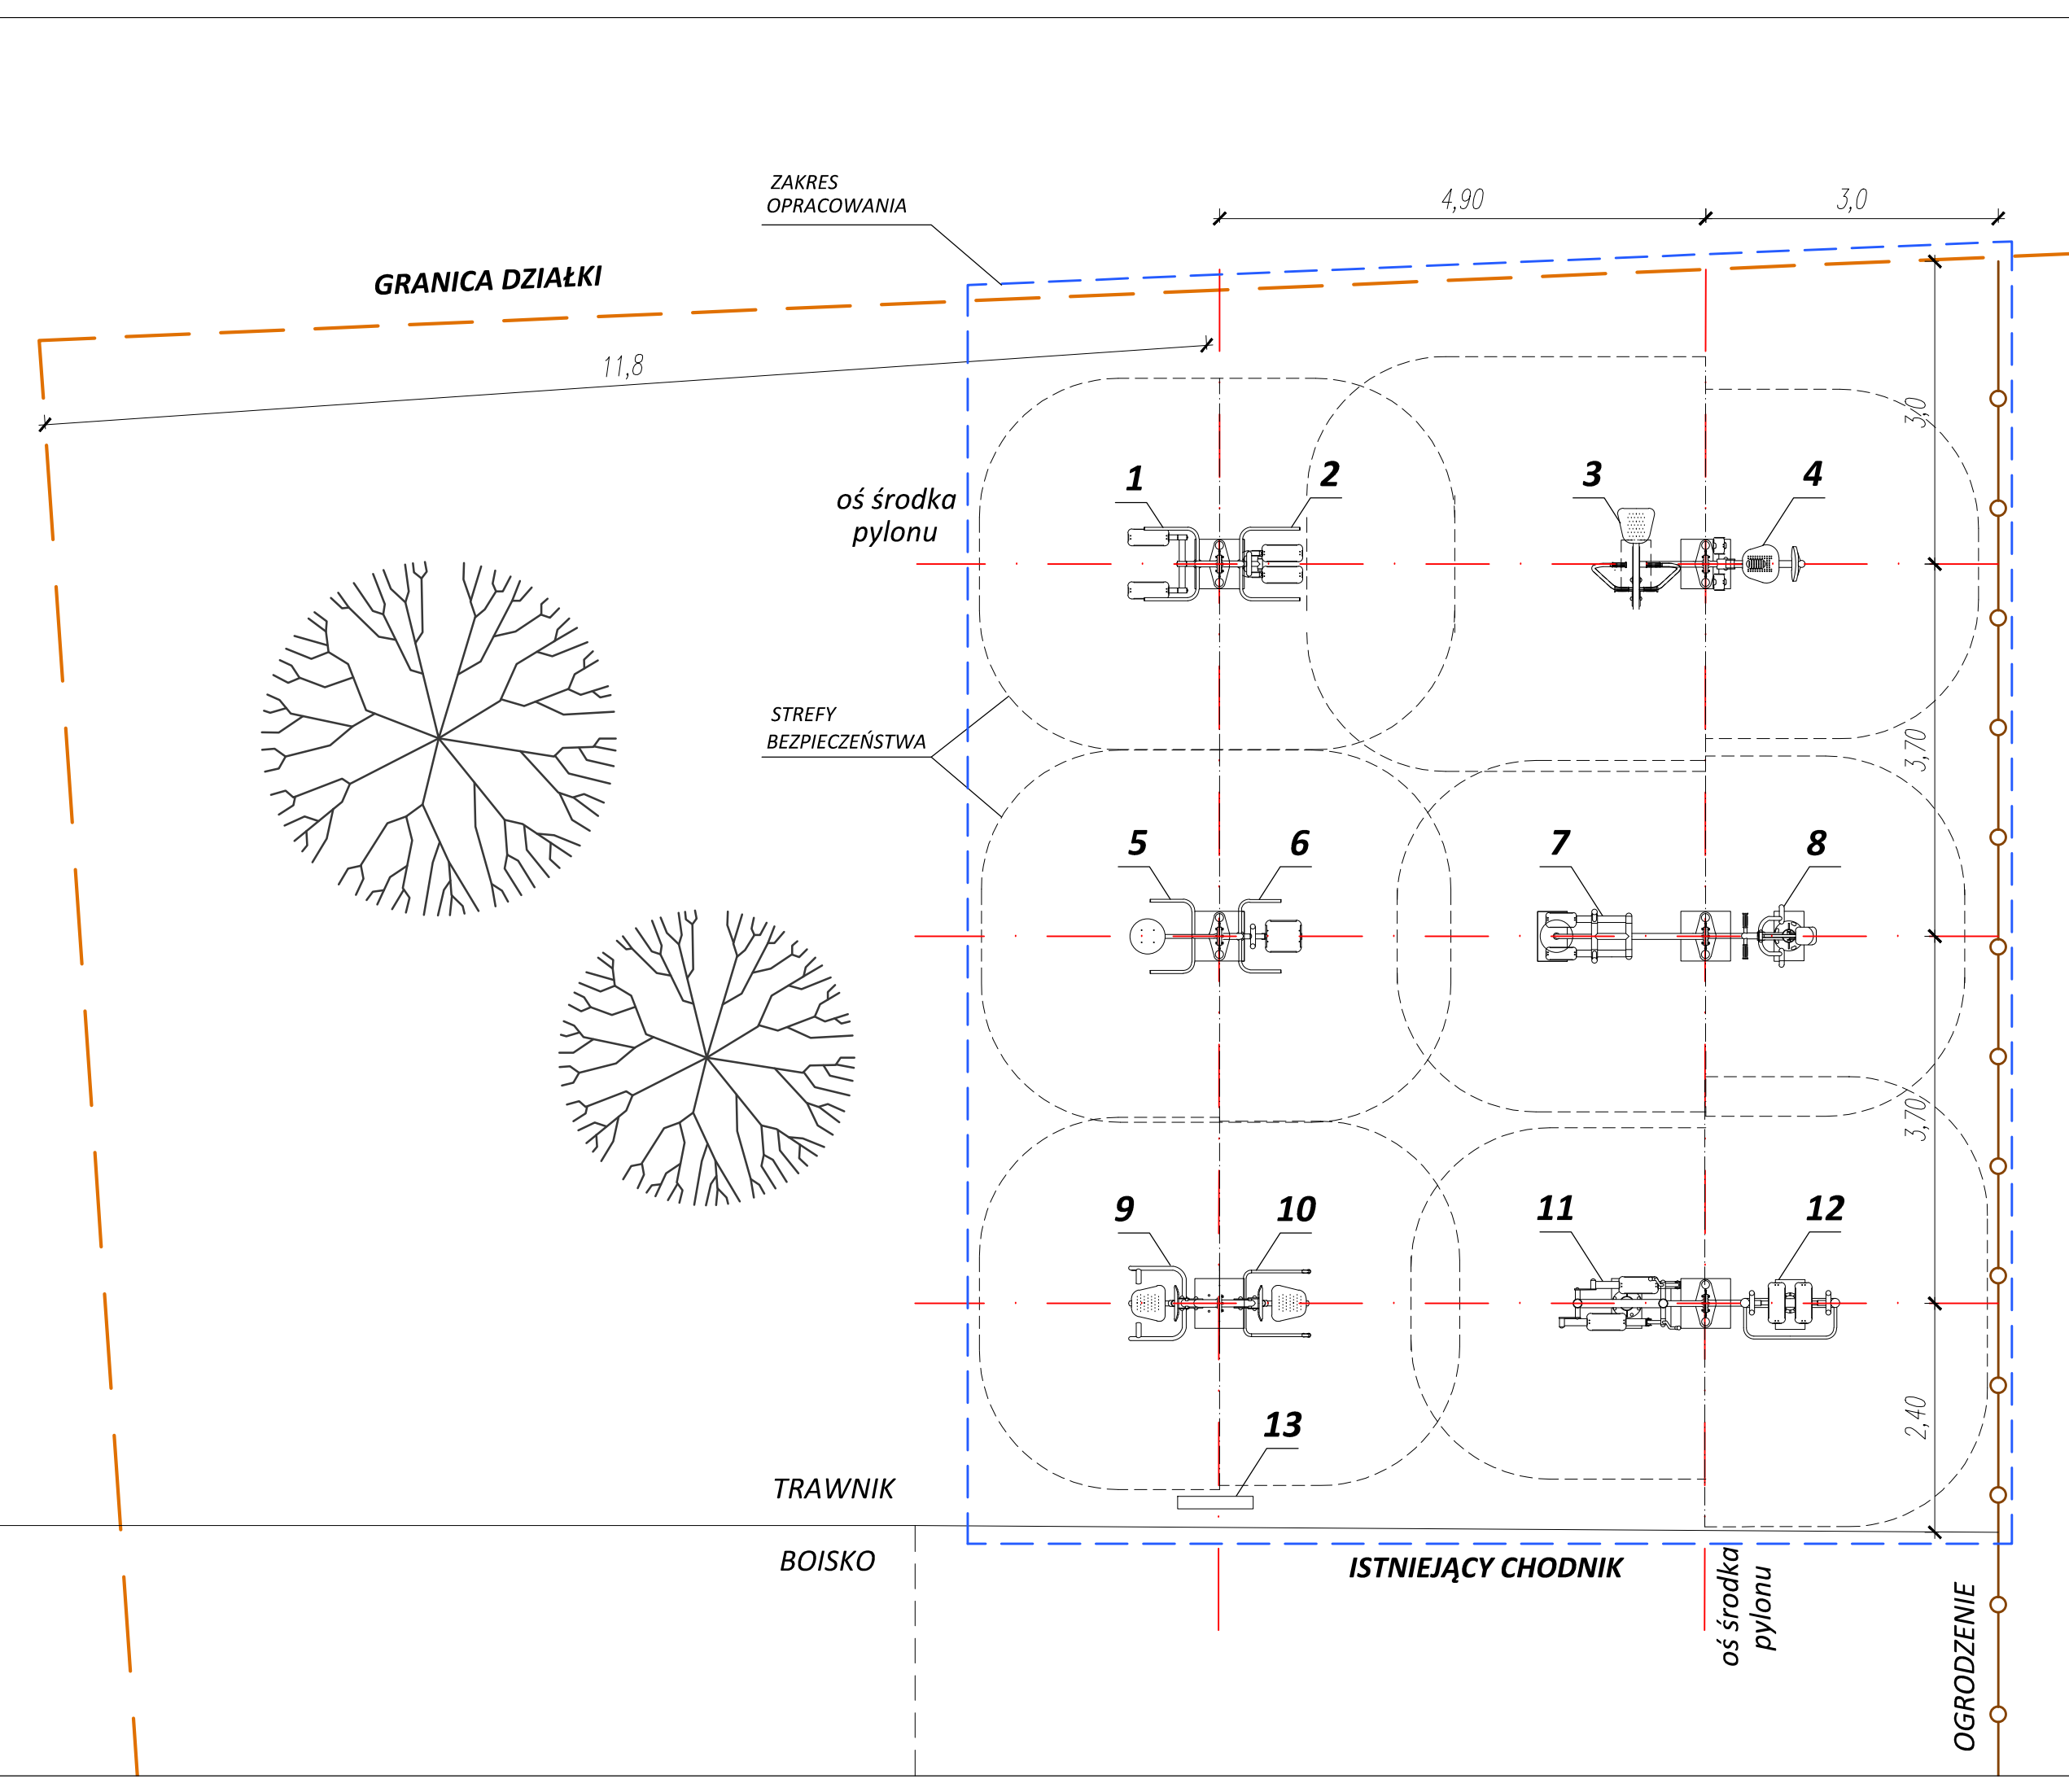 ZAKRES
OPRACOWANIA
4,90
3,0
GRANICA DZIAŁKI
11,8
3,0
oś środka
pylonu
1
2
3
4
STREFY
BEZPIECZEŃSTWA
3,70
5
6
7
8
3,70
9
10
11
12
2,40
13
TRAWNIK
BOISKO
ISTNIEJĄCY CHODNIK
oś środka
pylonu
OGRODZENIE